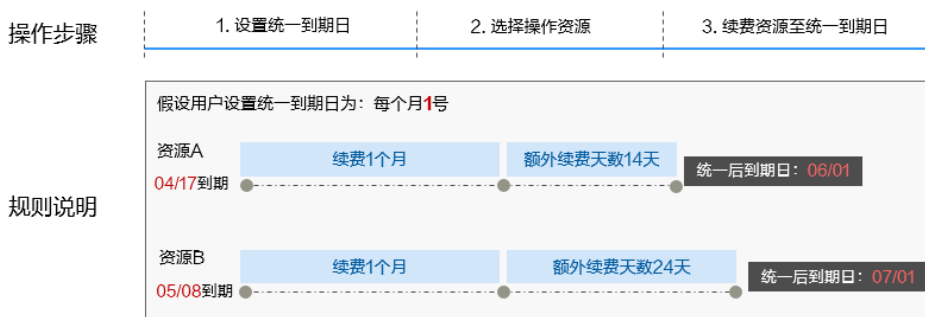 操作步骤
1. 设置统一到期日
2. 选择操作资源
3. 续费资源至统一到期日
规则说明
假设用户设置统一到期日为：每个月1号
资源A
04/17到期
续费1个月
额外续费天数14天
统一后到期日：06/01
资源B
05/08到期
续费1个月
额外续费天数24天
统一后到期日：07/01